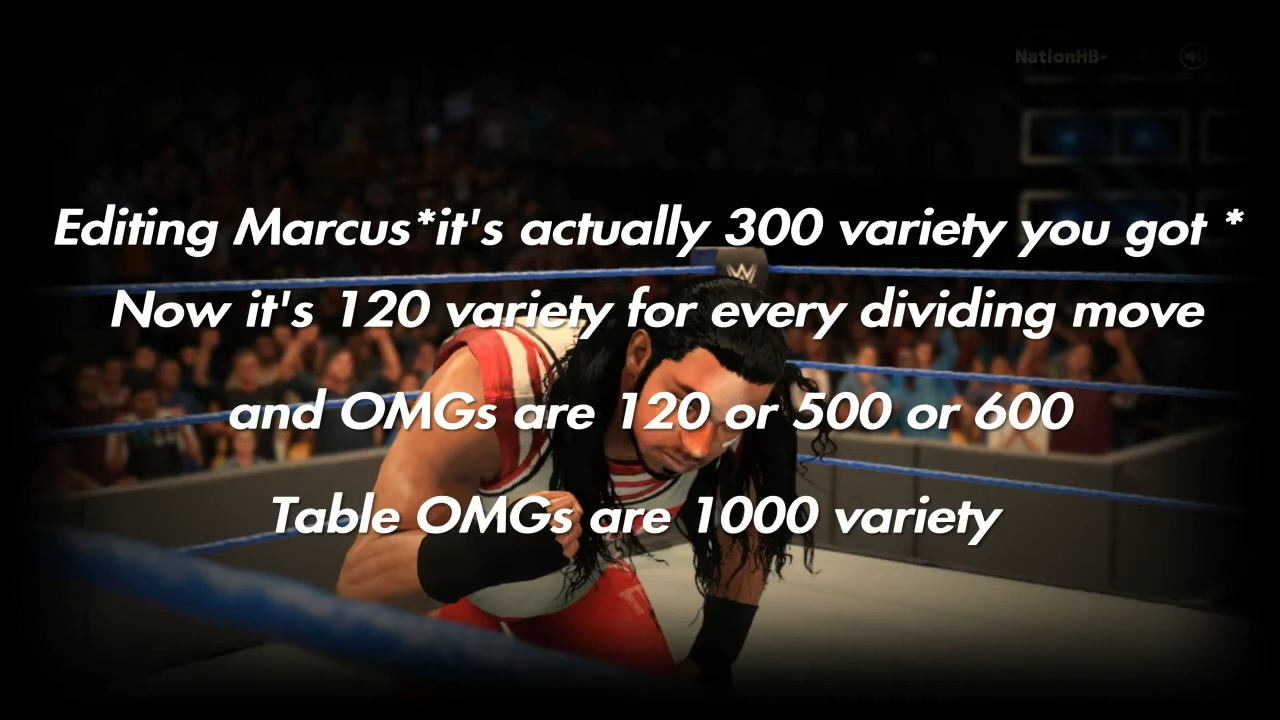 NationHB-
Editing Marcus*it's actually 300 variety you got *
Now it's 120 variety for every dividing move
and OMGs are 120 or 500 or 600
Table OMGs are 1000 variety